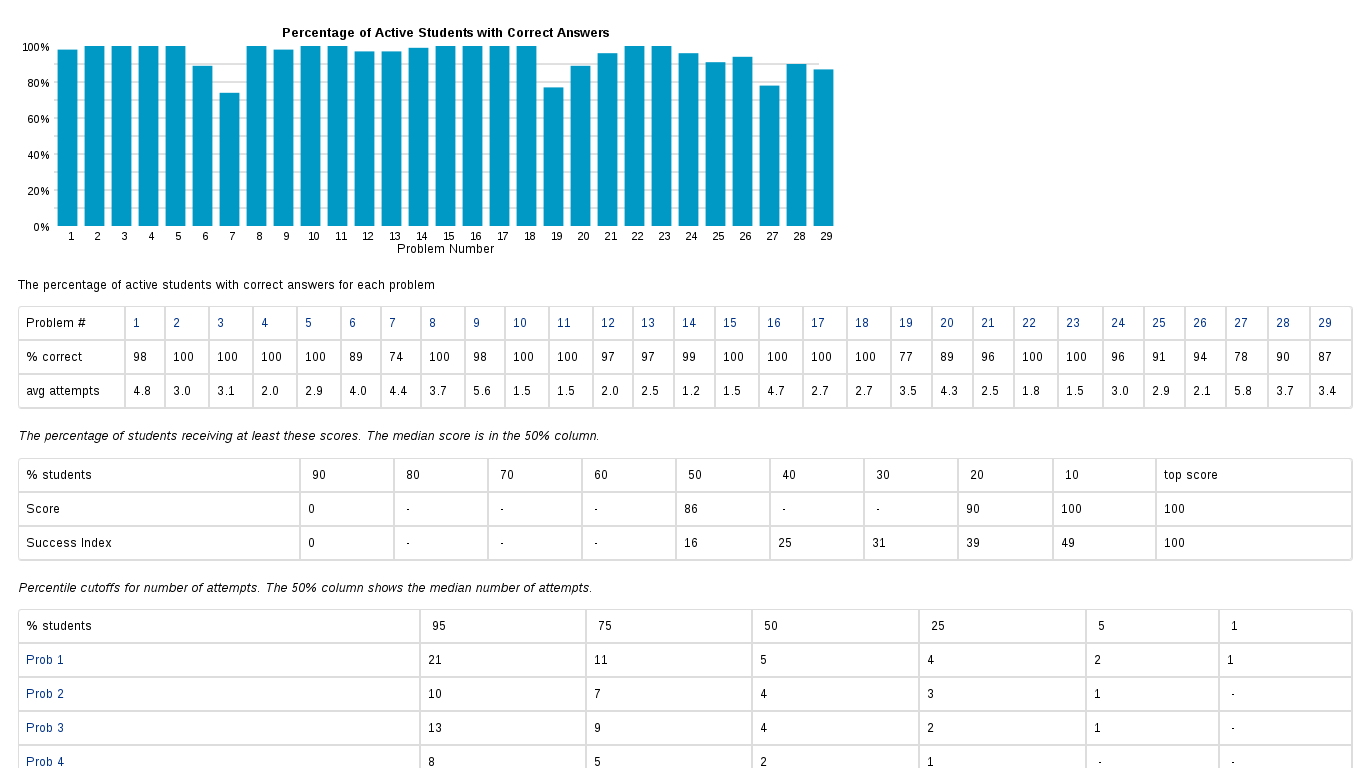 Percentage of Active Students with Correct Answers
100%
80%
60%
40%
20%
0%
1 2 3 4 5 6 7 8 9 10 11 12 13 14 15 16 17 18 19 20 21 22 23 24 25 26 27 28 29
Problem Number
The percentage of active students with correct answers for each problem
Problem # 1 2 3 4 5 6 7 8 9 10 11 12 13 14 15 16 17 18 19 20 21 22 23 24 25 26 27 28 29
% correct 98 100 100 100 100 89 74 100 98 100 100 97 97 99 100 100 100 100 77 89 96 100 100 96 91 94 78 90 87
avg attempts 4.8 3.0 3.1 2.0 2.9 4.0 4.4 3.7 5.6 1.5 1.5 2.0 2.5 1.2 1.5 4.7 2.7 2.7 3.5 4.3 2.5 1.8 1.5 3.0 2.9 2.1 5.8 3.7 3.4
The percentage of students receiving at least these scores. The median score is in the 50% column.
% students 90 80 70 60 50 40 30 20 10 top score
Score 0 - - - 86 - - 90 100 100
Success Index 0 - - - 16 25 31 39 49 100
Percentile cutoffs for number of attempts. The 50% column shows the median number of attempts.
% students 95 75 50 25 5 1
Prob 1 21 11 5 4 2 1
Prob 2 10 7 4 3 1 -
Prob 3 13 9 4 2 1 -
Prob 4 8 5 2 1 - -